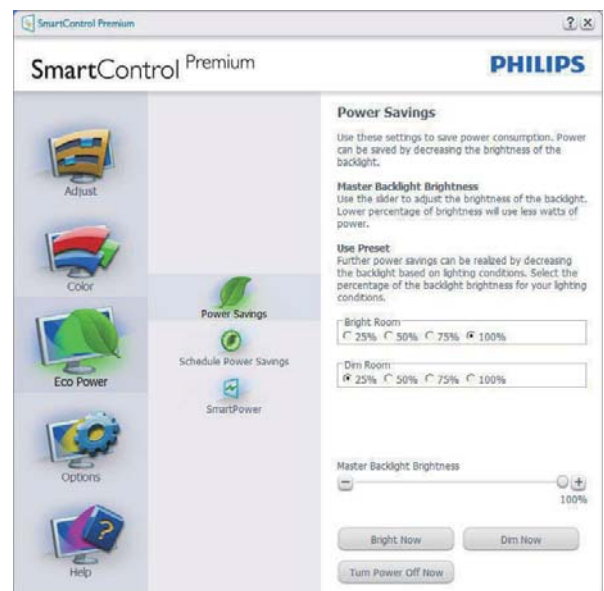 SmartControl Premium
SmartControl Premium
PHILIPS
Adjust
Color
Eco Power
Options
Help
Power Savings
Schedule Power Savings
SmartPower
Power Savings
Use these settings to save power consumption. Power
can be saved by decreasing the brightness of the
backlight.
Master Backlight Brightness
Use the slider to adjust the brightness of the backlight.
Lower percentage of brightness will use less watts of
power.
Use Preset
Further power savings can be realized by decreasing
the backlight based on lighting conditions. Select the
percentage of the backlight brightness for your lighting
conditions.
Bright Room
25% 50% 75% 100%
Dim Room
25% 50% 75% 100%
Master Backlight Brightness
100%
Bright Now Dim Now
Turn Power Off Now